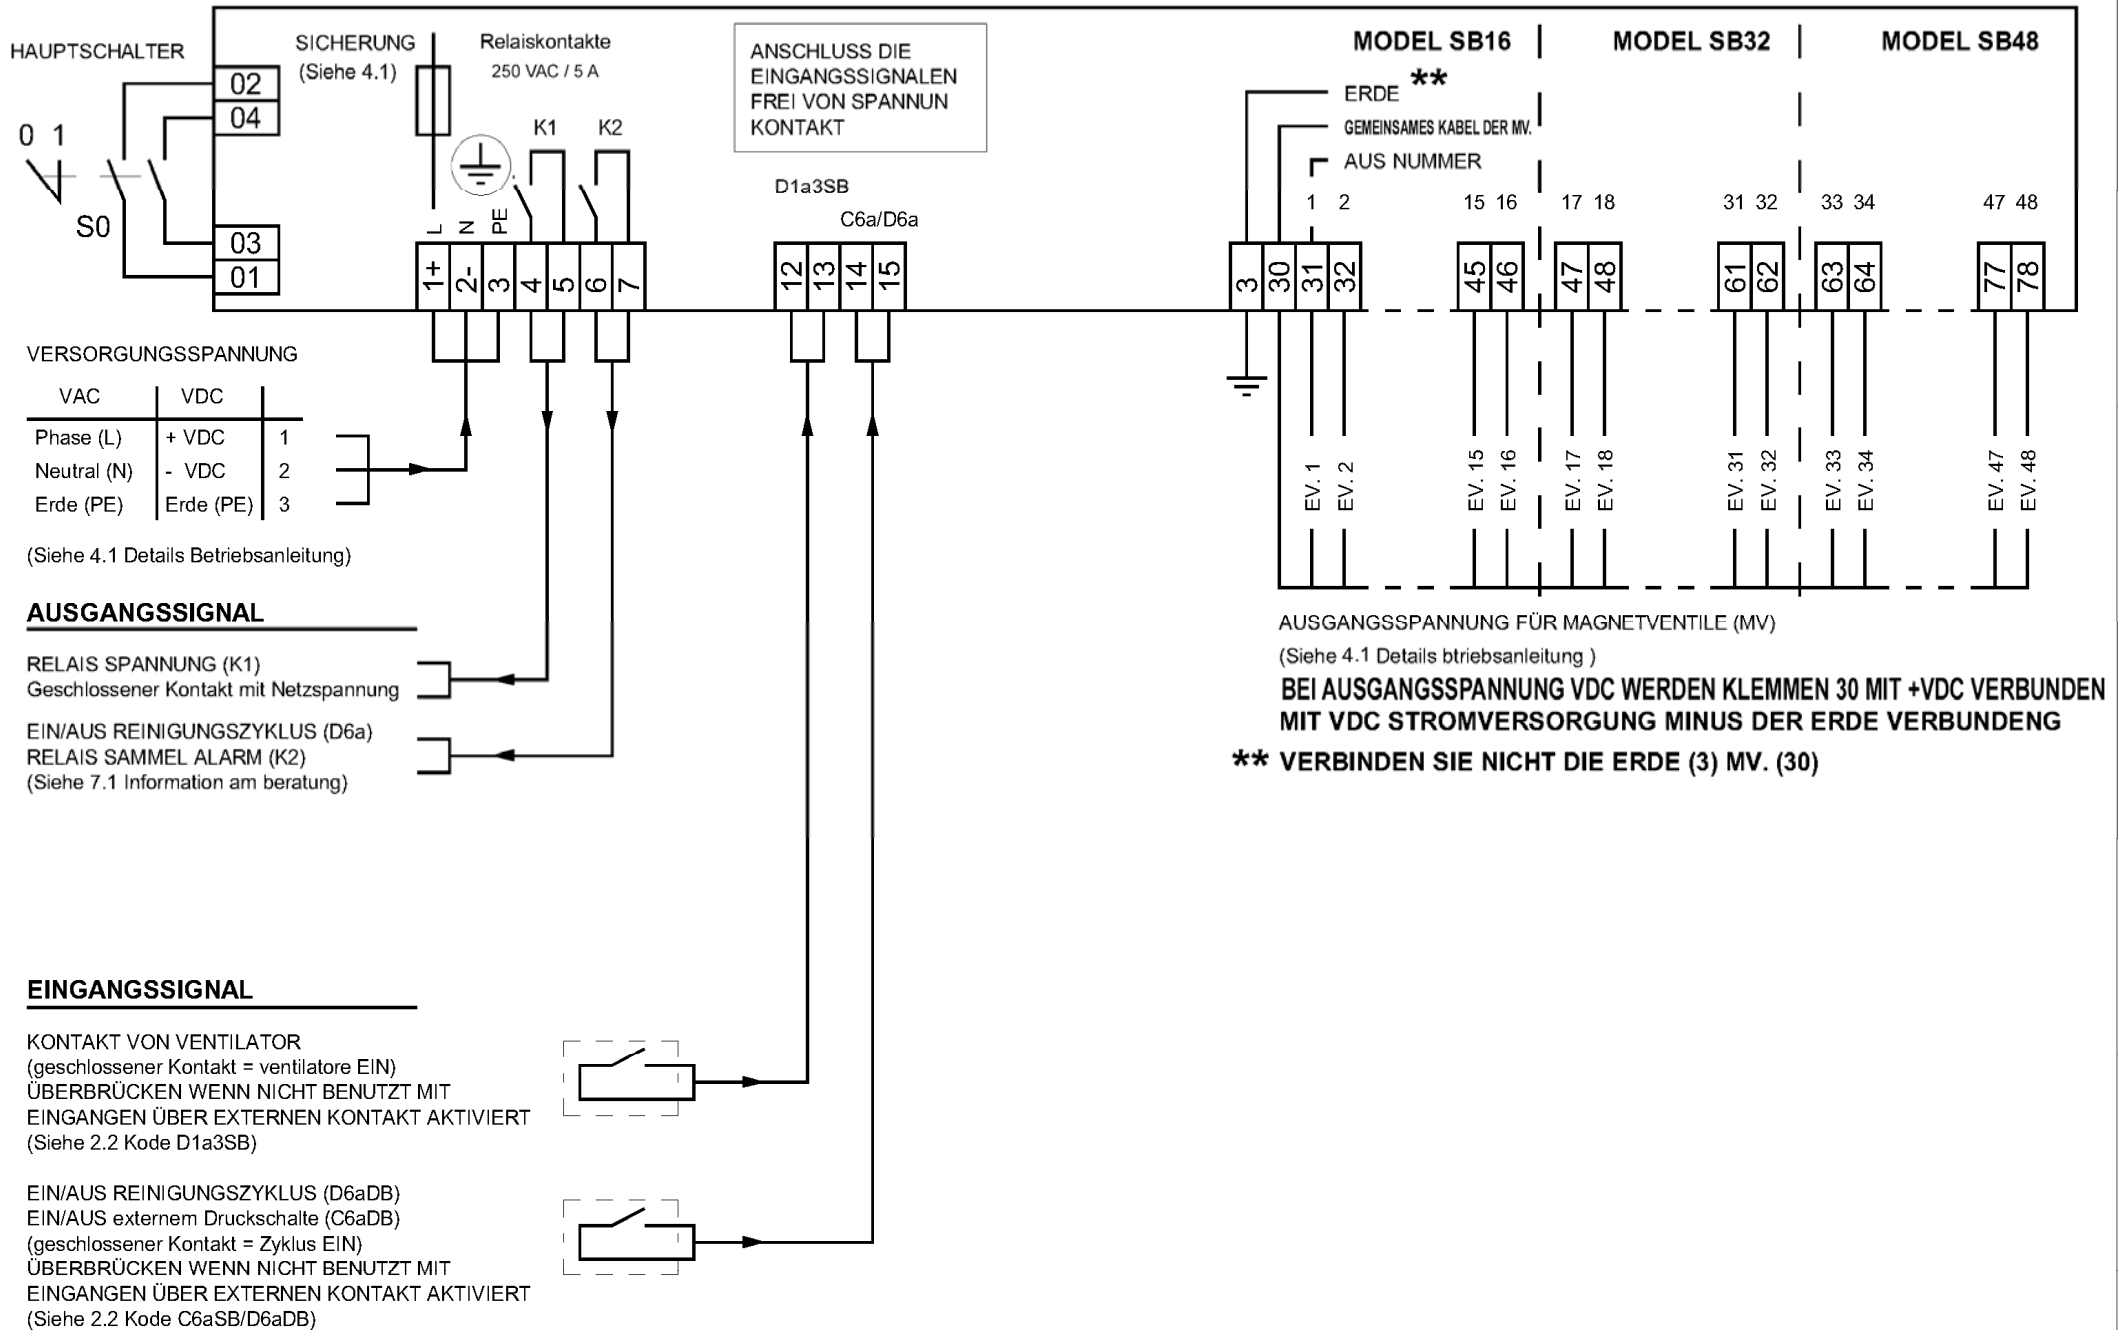 HAUPTSCHALTER
0 1
S0
02
04
03
01
SICHERUNG
(Siehe 4.1)
Relaiskontakte
250 VAC / 5 A
K1 K2
L N PE
1+ 2- 3 4 5 6 7
ANSCHLUSS DIE
EINGANGSSIGNALEN
FREI VON SPANNUN
KONTAKT
D1a3SB
C6a/D6a
12 13 14 15
MODEL SB16 MODEL SB32 MODEL SB48
ERDE **
GEMEINSAMES KABEL DER MV.
AUS NUMMER
1 2 15 16 17 18 31 32 33 34 47 48
3 30 31 32 45 46 47 48 61 62 63 64 77 78
EV. 1 EV. 2 EV. 15 EV. 16 EV. 17 EV. 18 EV. 31 EV. 32 EV. 33 EV. 34 EV. 47 EV. 48
AUSGANGSSPANNUNG FÜR MAGNETVENTILE (MV)
(Siehe 4.1 Details btriebsanleitung )
BEI AUSGANGSSPANNUNG VDC WERDEN KLEMMEN 30 MIT +VDC VERBUNDEN
MIT VDC STROMVERSORGUNG MINUS DER ERDE VERBUNDENG
** VERBINDEN SIE NICHT DIE ERDE (3) MV. (30)
VERSORGUNGSSPANNUNG
VAC VDC
Phase (L) + VDC 1
Neutral (N) - VDC 2
Erde (PE) Erde (PE) 3
(Siehe 4.1 Details Betriebsanleitung)
AUSGANGSSIGNAL
RELAIS SPANNUNG (K1)
Geschlossener Kontakt mit Netzspannung
EIN/AUS REINIGUNGSZYKLUS (D6a)
RELAIS SAMMEL ALARM (K2)
(Siehe 7.1 Information am beratung)
EINGANGSSIGNAL
KONTAKT VON VENTILATOR
(geschlossener Kontakt = ventilatore EIN)
ÜBERBRÜCKEN WENN NICHT BENUTZT MIT
EINGANGEN ÜBER EXTERNEN KONTAKT AKTIVIERT
(Siehe 2.2 Kode D1a3SB)
EIN/AUS REINIGUNGSZYKLUS (D6aDB)
EIN/AUS externem Druckschalte (C6aDB)
(geschlossener Kontakt = Zyklus EIN)
ÜBERBRÜCKEN WENN NICHT BENUTZT MIT
EINGANGEN ÜBER EXTERNEN KONTAKT AKTIVIERT
(Siehe 2.2 Kode C6aSB/D6aDB)